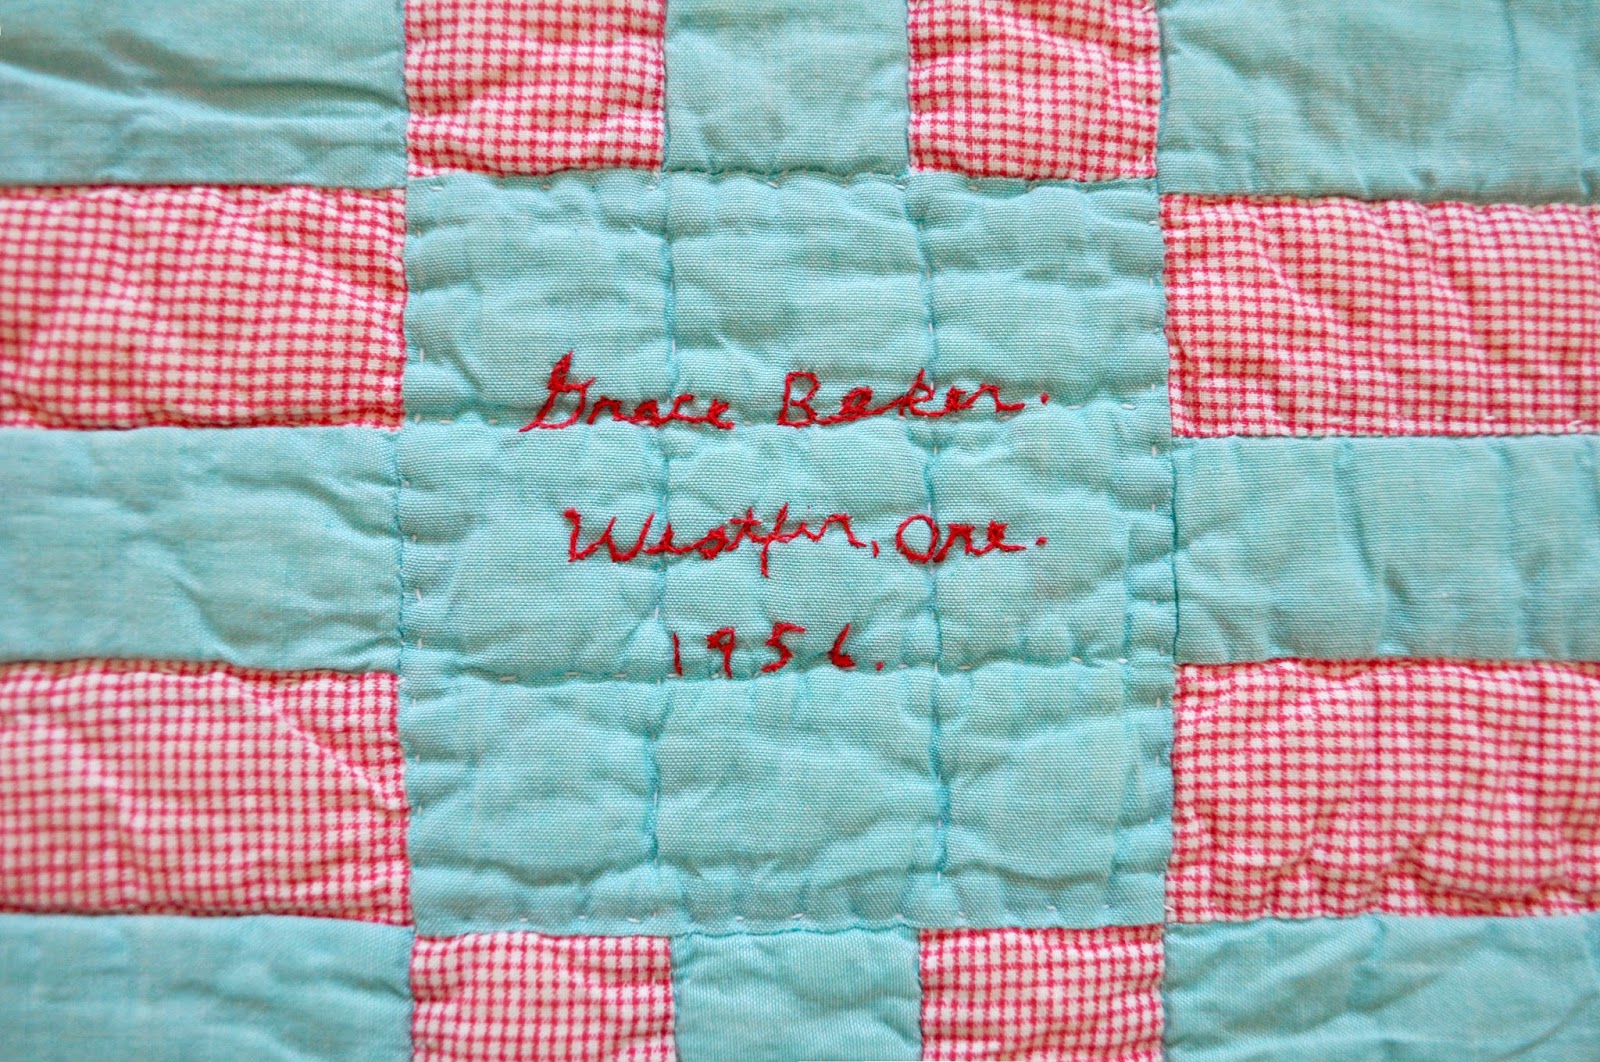 Grace Baker.
Westfir, Ore.
1956.